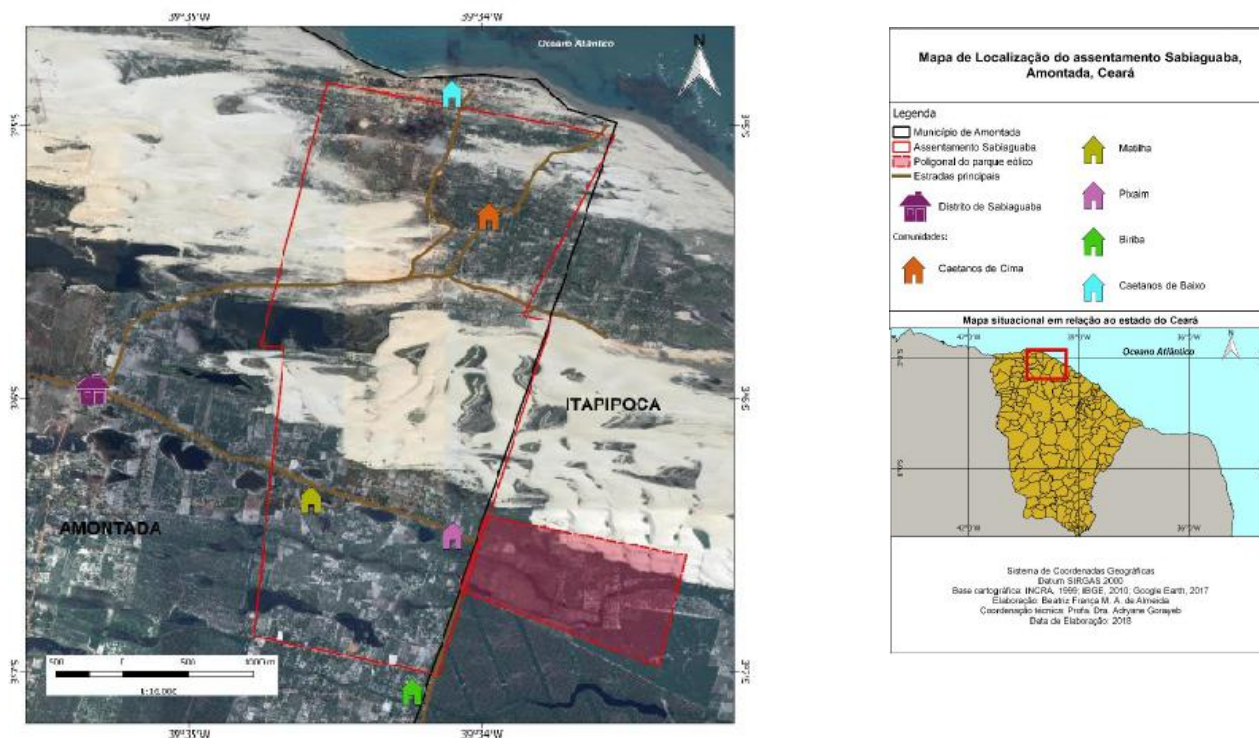 39°35'W
39°34'W
Oceano Atlântico
N
ITAPIPOCA
AMONTADA
500
0
500
1000 m
39°35'W
39°34'W
Mapa de Localização do assentamento Sabiaguaba,
Amontada, Ceará
Legenda
Município de Amontada
Assentamento Sabiaguaba
Poligonal do parque eólico
Estradas principais
Distrito de Sabiaguaba
Comunidades:
Caetanos de Cima
Matilha
Pixaim
Biriba
Caetanos de Baixo
Mapa situacional em relação ao estado do Ceará
Oceano Atlântico
N
Sistema de Coordenadas Geográficas
Datum SIRGAS 2000
Base cartográfica: INCRA, 1999; IBGE, 2010; Google Earth, 2017
Elaboração: Beatriz França M. A. de Almeida
Coordenação técnica: Profa. Dra. Adryane Gorayeb
Data de Elaboração: 2018